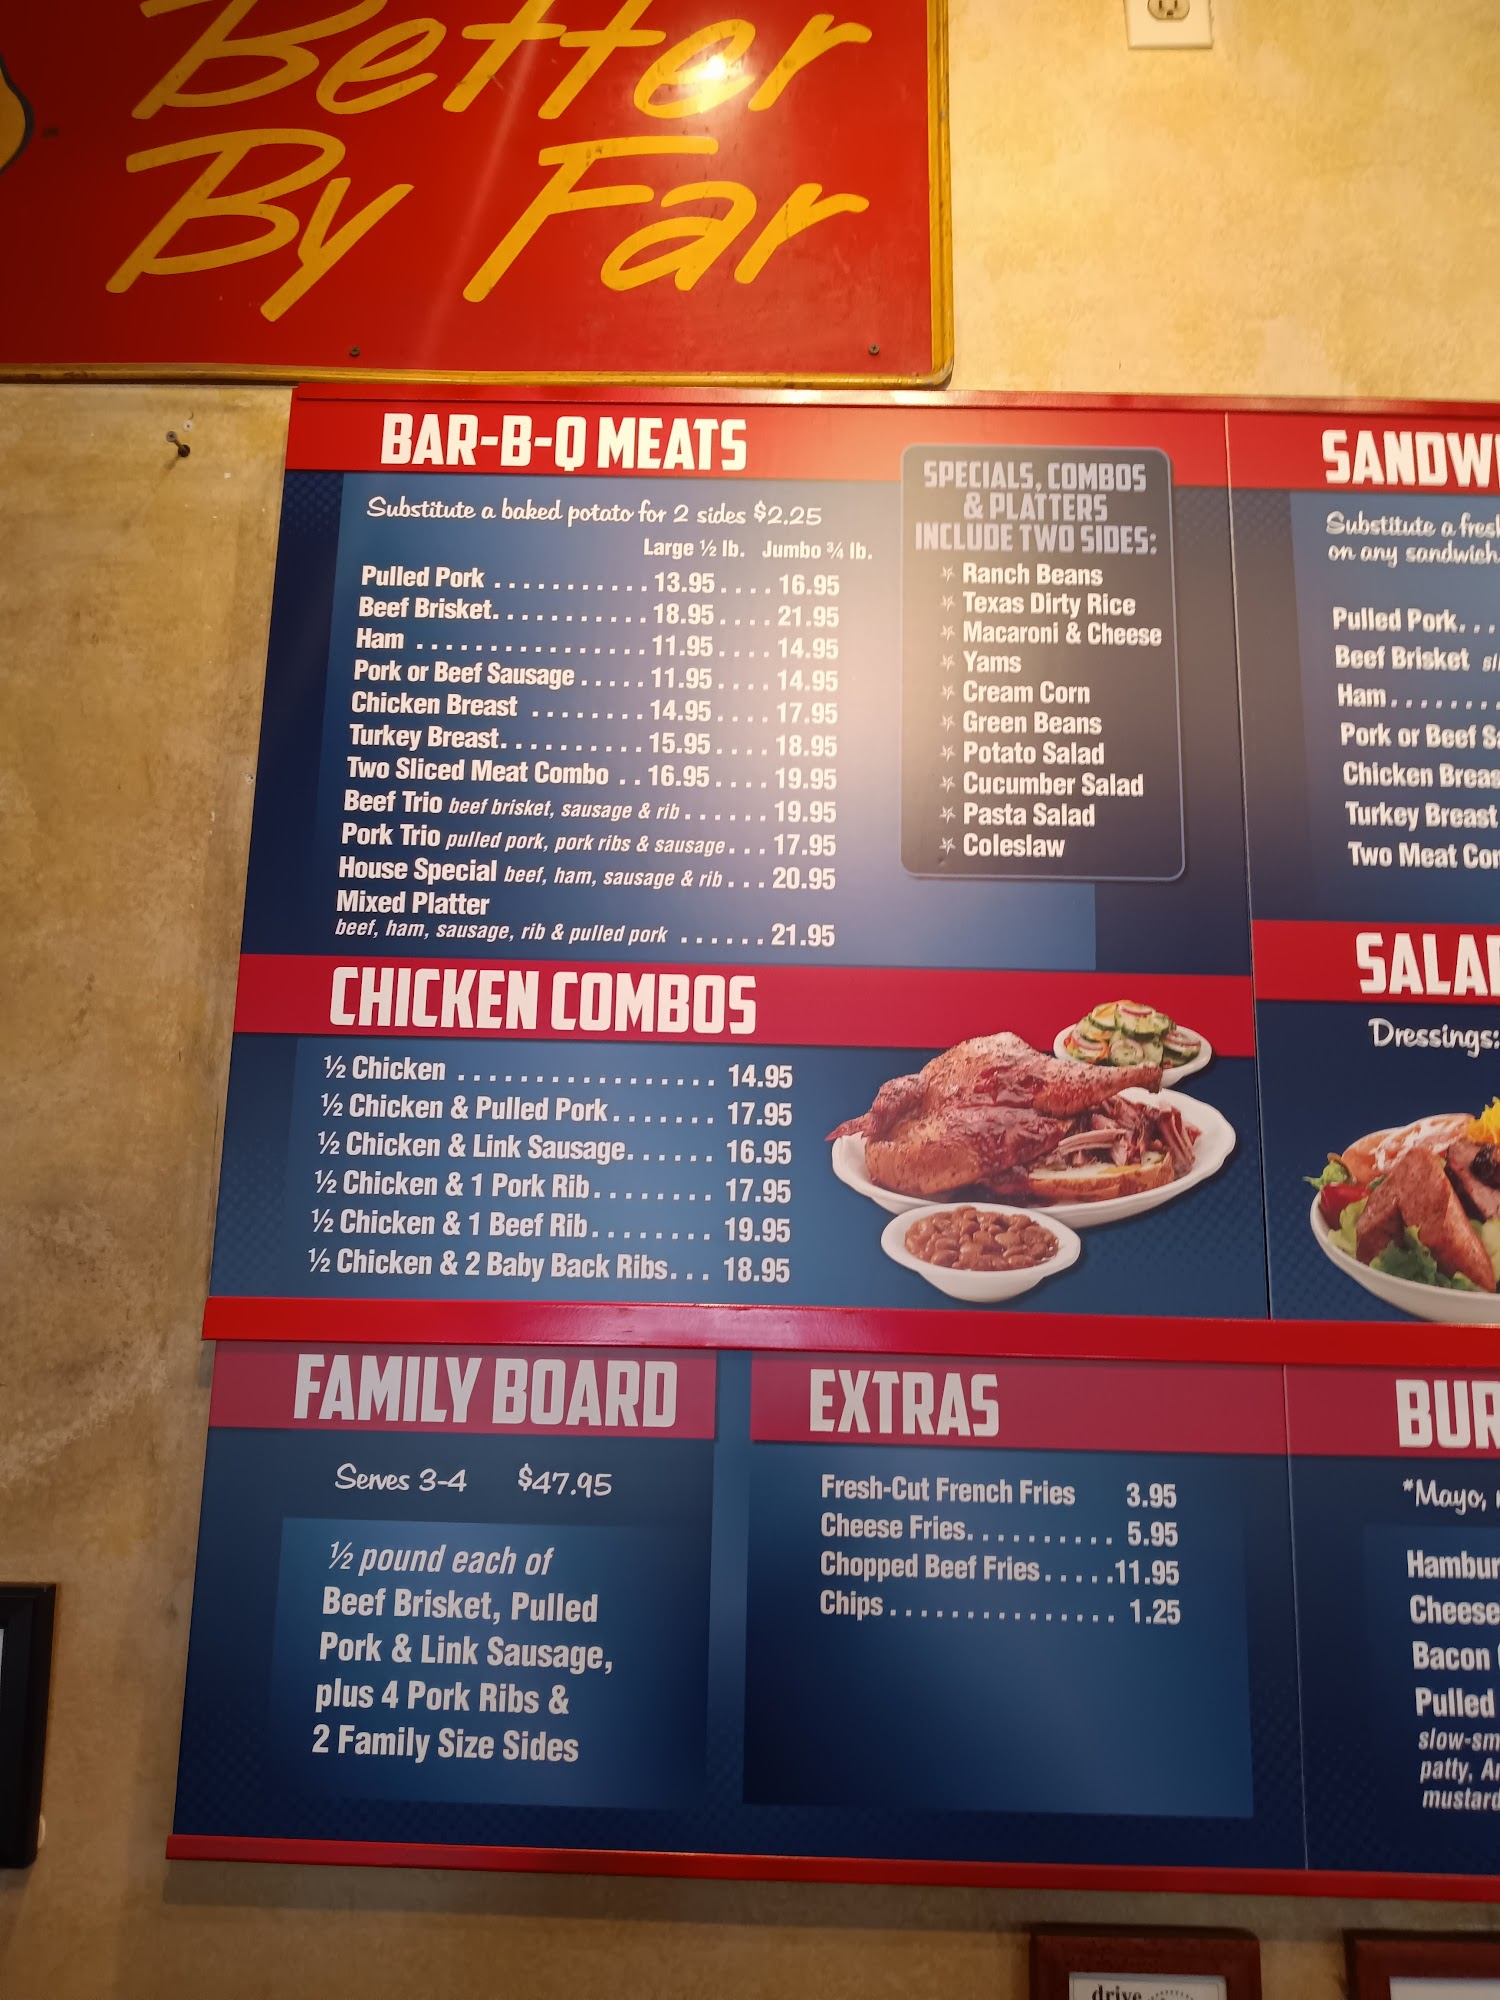 Better
By Far
BAR-B-Q MEATS
Substitute a baked potato for 2 sides $2.25
Large ½ lb. Jumbo ¾ lb.
Pulled Pork ........... 13.95 .... 16.95
Beef Brisket........... 18.95 .... 21.95
Ham ................ 11.95 .... 14.95
Pork or Beef Sausage ..... 11.95 .... 14.95
Chicken Breast ........ 14.95 .... 17.95
Turkey Breast.......... 15.95 .... 18.95
Two Sliced Meat Combo .. 16.95 .... 19.95
Beef Trio beef brisket, sausage & rib ...... 19.95
Pork Trio pulled pork, pork ribs & sausage ... 17.95
House Special beef, ham, sausage & rib ... 20.95
Mixed Platter
beef, ham, sausage, rib & pulled pork ...... 21.95
SPECIALS, COMBOS
& PLATTERS
INCLUDE TWO SIDES:
Ranch Beans
Texas Dirty Rice
Macaroni & Cheese
Yams
Cream Corn
Green Beans
Potato Salad
Cucumber Salad
Pasta Salad
Coleslaw
CHICKEN COMBOS
½ Chicken ................. 14.95
½ Chicken & Pulled Pork....... 17.95
½ Chicken & Link Sausage...... 16.95
½ Chicken & 1 Pork Rib........ 17.95
½ Chicken & 1 Beef Rib........ 19.95
½ Chicken & 2 Baby Back Ribs... 18.95
FAMILY BOARD
Serves 3-4 $47.95
½ pound each of
Beef Brisket, Pulled
Pork & Link Sausage,
plus 4 Pork Ribs &
2 Family Size Sides
EXTRAS
Fresh-Cut French Fries 3.95
Cheese Fries.......... 5.95
Chopped Beef Fries.....11.95
Chips ............... 1.25
SANDW
Substitute a fres
on any sandwich
Pulled Pork...
Beef Brisket sl
Ham.......
Pork or Beef S
Chicken Breas
Turkey Breast
Two Meat Co
SALA
Dressings:
BUR
*Mayo,
Hambur
Cheese
Bacon
Pulled
slow-sm
patty, A
mustard
drive